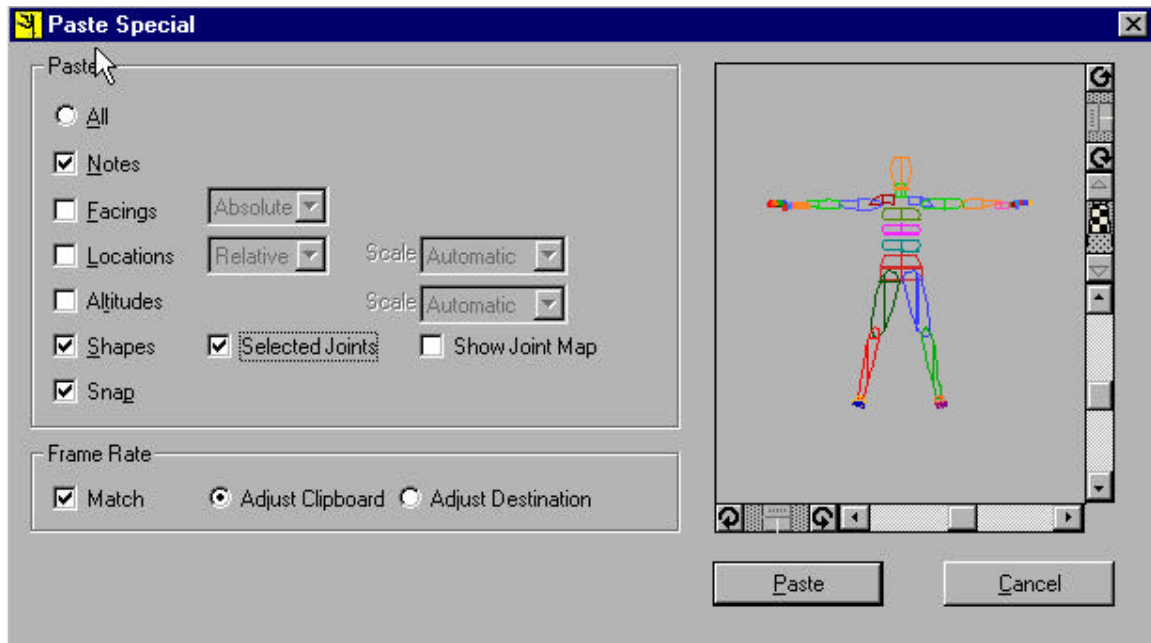 Paste Special
Paste
All
Notes
Facings Absolute
Locations Relative Scale Automatic
Altitudes Scale Automatic
Shapes Selected Joints Show Joint Map
Snap
Frame Rate
Match Adjust Clipboard Adjust Destination
Paste Cancel